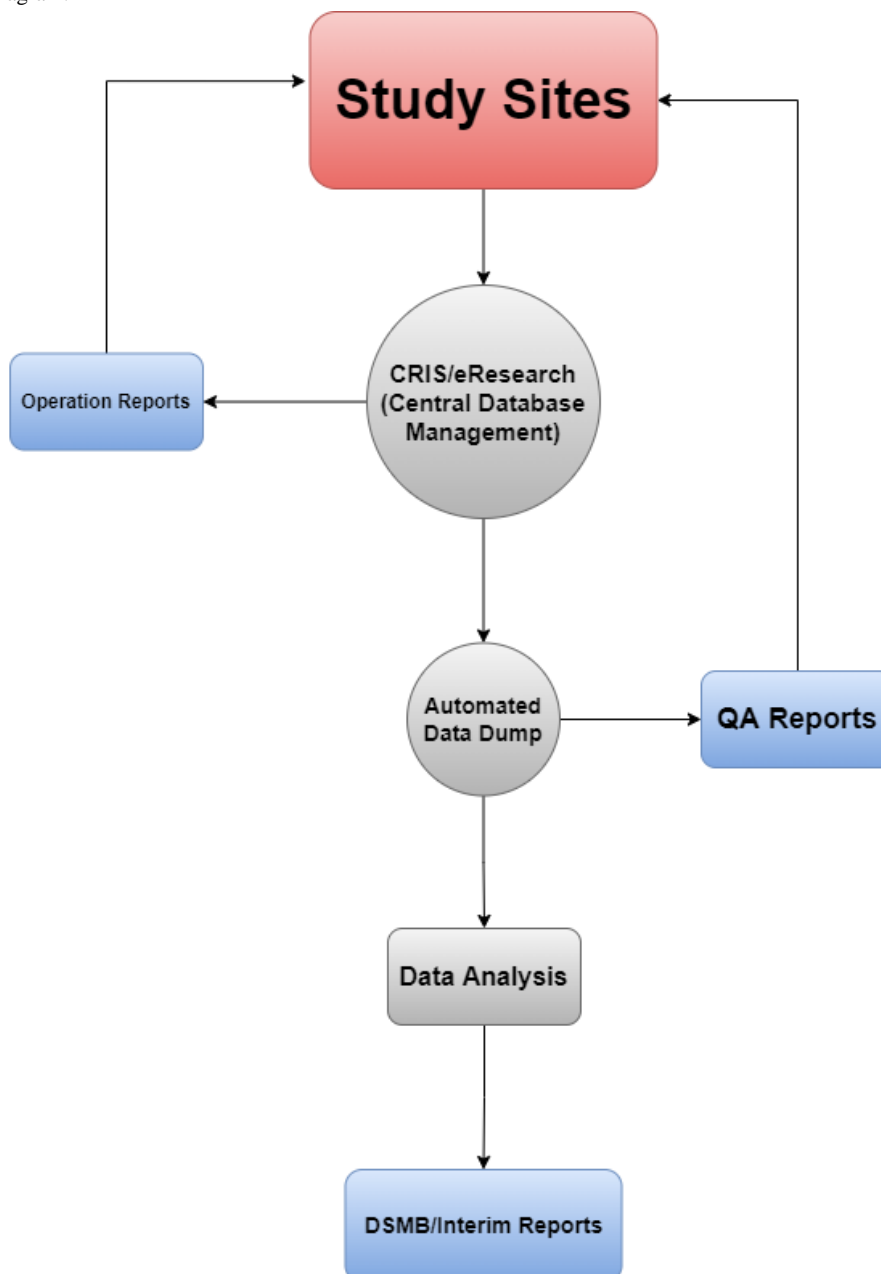 Study Sites
CRIS/eResearch
(Central Database
Management)
Operation Reports
Automated
Data Dump
QA Reports
Data Analysis
DSMB/Interim Reports